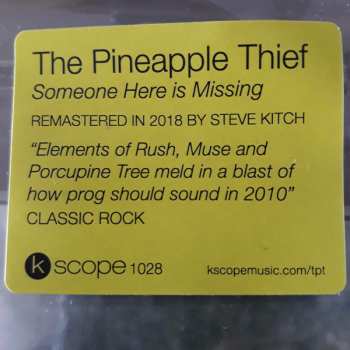 The Pineapple Thief
Someone Here is Missing
REMASTERED IN 2018 BY STEVE KITCH
“Elements of Rush, Muse and
Porcupine Tree meld in a blast of
how prog should sound in 2010”
CLASSIC ROCK
k scope 1028 kscopemusic.com/tpt